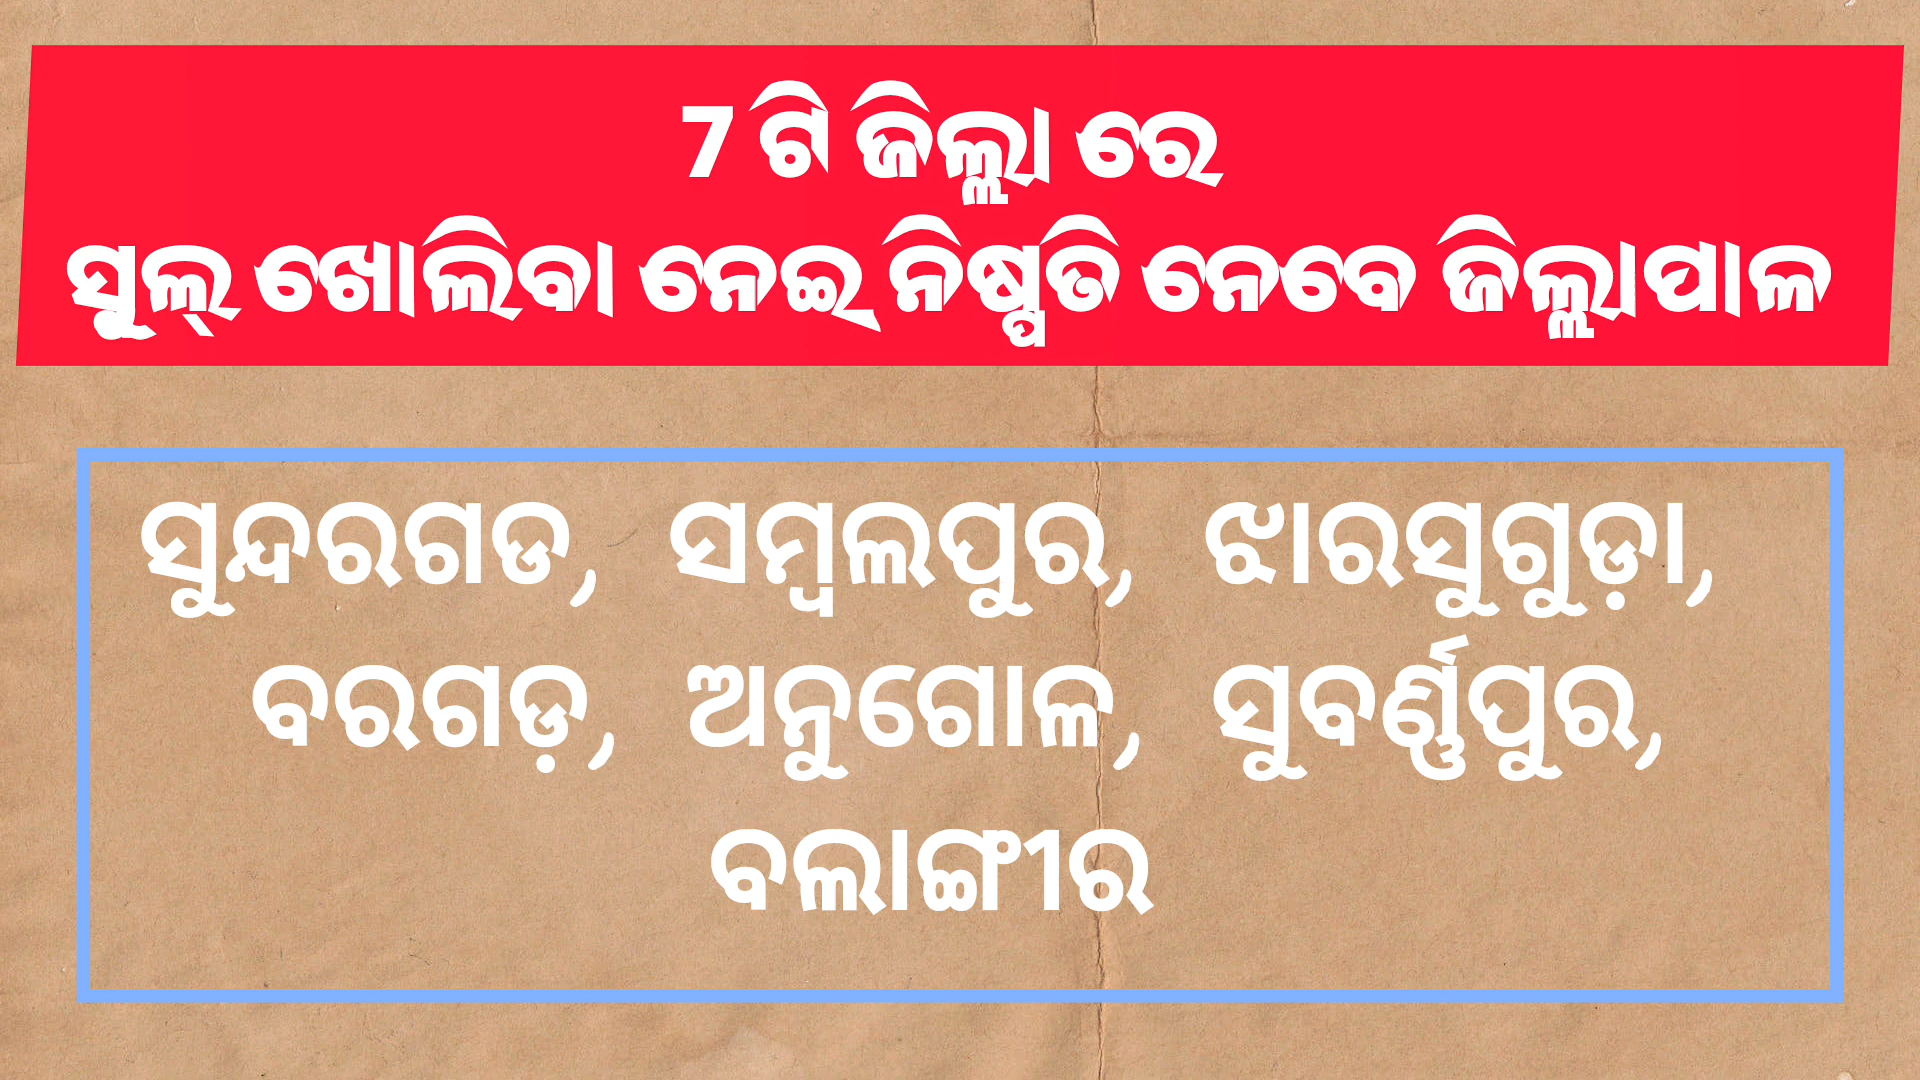 7 ଟି ଜିଲ୍ଲା ରେ
ସ୍କୁଲ୍ ଖୋଲିବା ନେଇ ନିଷ୍ପତି ନେବେ ଜିଲ୍ଲାପାଳ
ସୁନ୍ଦରଗଡ, ସମ୍ବଲପୁର, ଝାରସୁଗୁଡ଼ା,
ବରଗଡ଼, ଅନୁଗୋଳ, ସୁବର୍ଣ୍ଣପୁର,
ବଲାଙ୍ଗୀର